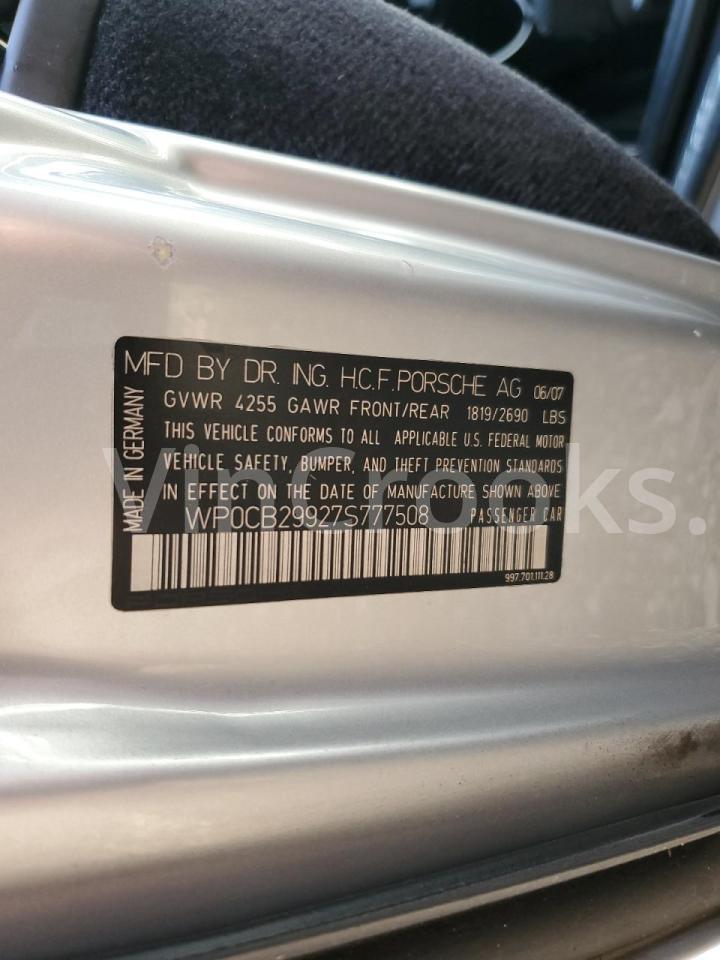 MFD BY DR. ING. H.C.F. PORSCHE AG 06/07
GVWR 4255 GAWR FRONT/REAR 1819/2690 LBS
THIS VEHICLE CONFORMS TO ALL APPLICABLE U.S. FEDERAL MOTOR
VEHICLE SAFETY, BUMPER, AND THEFT PREVENTION STANDARDS
IN EFFECT ON THE DATE OF MANUFACTURE SHOWN ABOVE
WP0CB29927S777508 PASSENGER CAR
997.701.111.28
MADE IN GERMANY
VinCrooks.